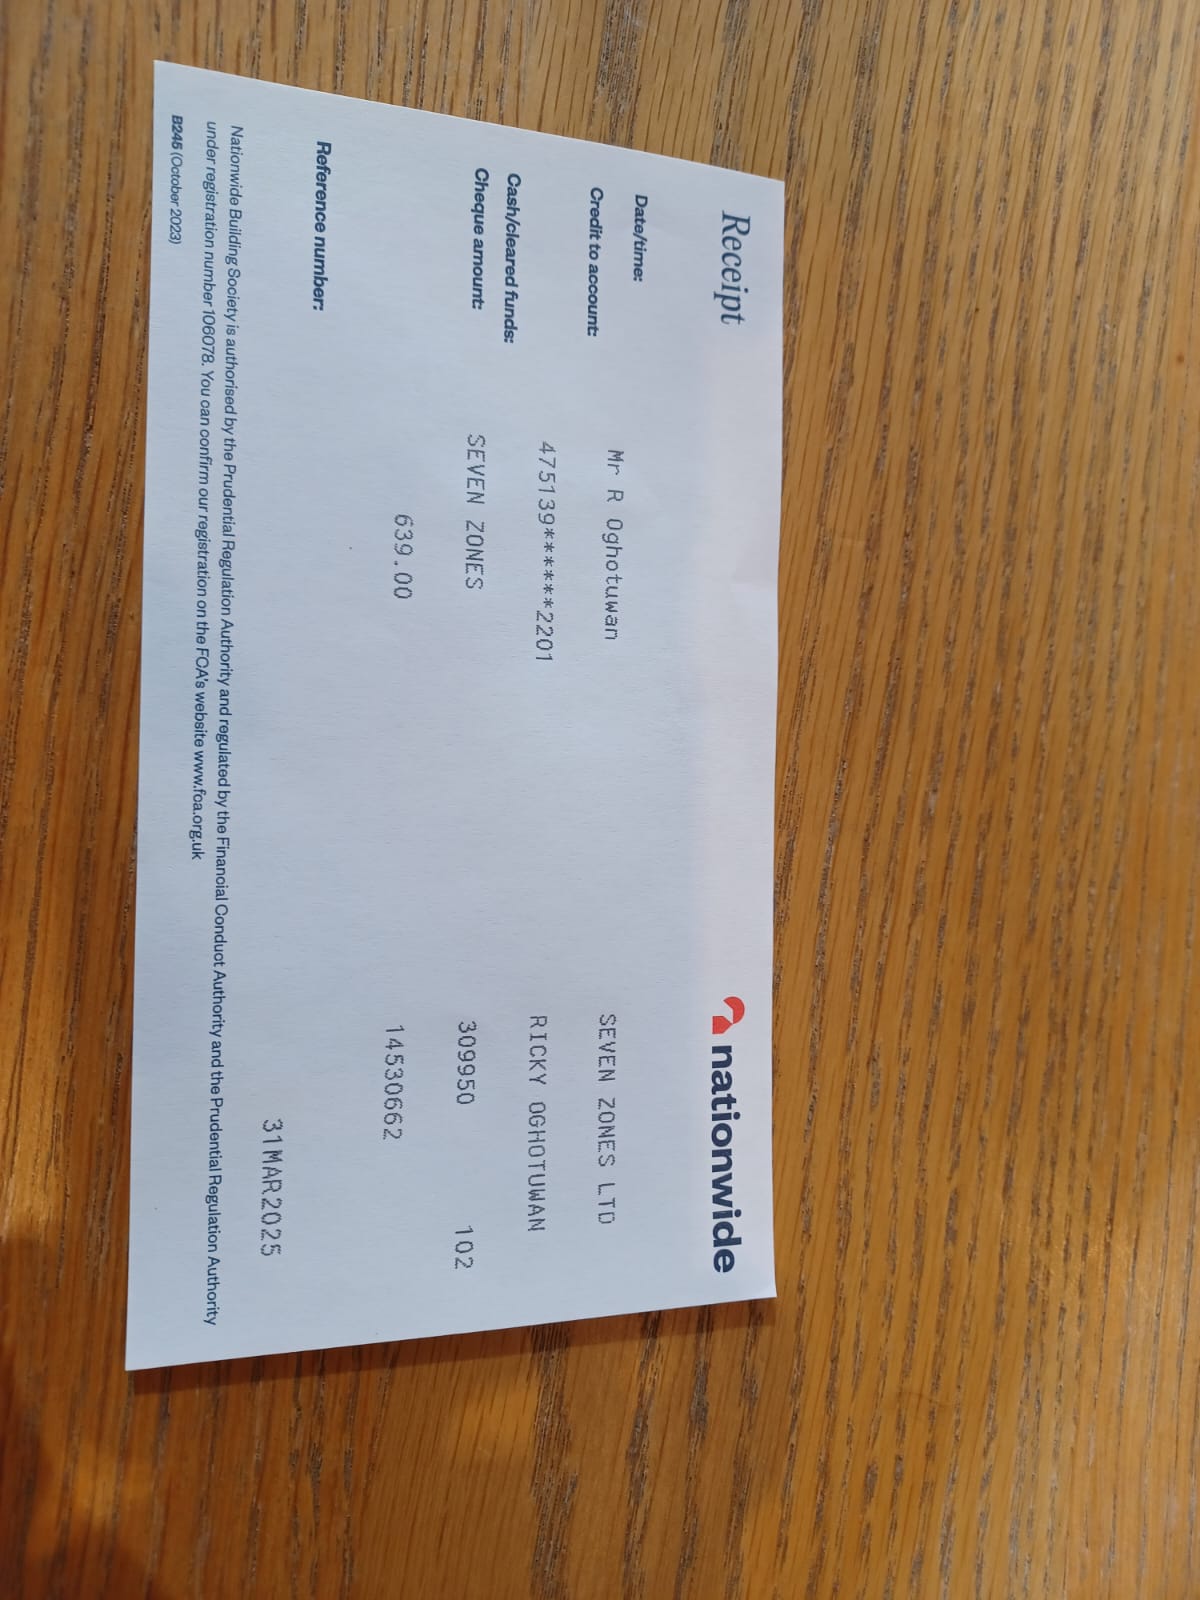 Receipt
nationwide
Date/time:
Mr R Oghotuwan
SEVEN ZONES LTD
Credit to account:
475139******2201
RICKY OGHOTUWAN
Cash/cleared funds:
SEVEN ZONES
309950
102
Cheque amount:
639.00
14530662
Reference number:
31MAR2025
Nationwide Building Society is authorised by the Prudential Regulation Authority and regulated by the Financial Conduct Authority and the Prudential Regulation Authority
under registration number 106078. You can confirm our registration on the FCA's website www.fca.org.uk
B245 (October 2023)